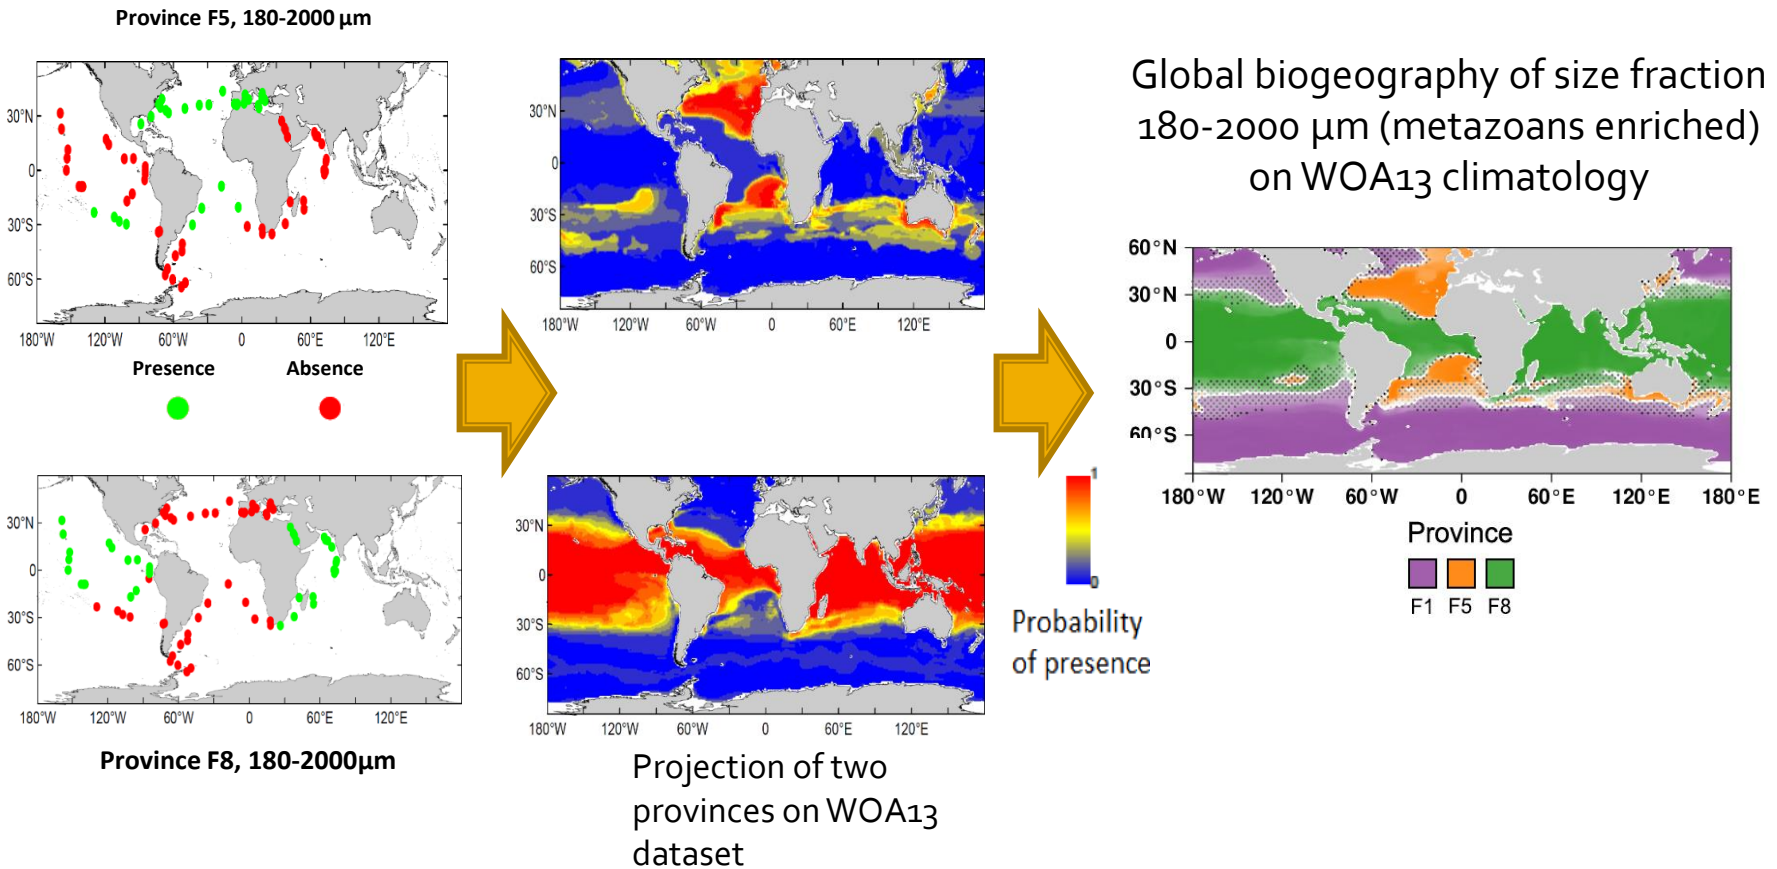 Province F5, 180-2000 µm
30°N
0
30°S
60°S
180°W 120°W 60°W 0 60°E 120°E
Presence Absence
30°N
0
30°S
60°S
180°W 120°W 60°W 0 60°E 120°E
Province F8, 180-2000µm
30°N
0
30°S
60°S
180°W 120°W 60°W 0 60°E 120°E
30°N
0
30°S
60°S
180°W 120°W 60°W 0 60°E 120°E
Projection of two
provinces on WOA13
dataset
1
0
Probability
of presence
Global biogeography of size fraction
180-2000 µm (metazoans enriched)
on WOA13 climatology
60°N
30°N
0
30°S
60°S
180°W 120°W 60°W 0 60°E 120°E 180°E
Province
F1 F5 F8